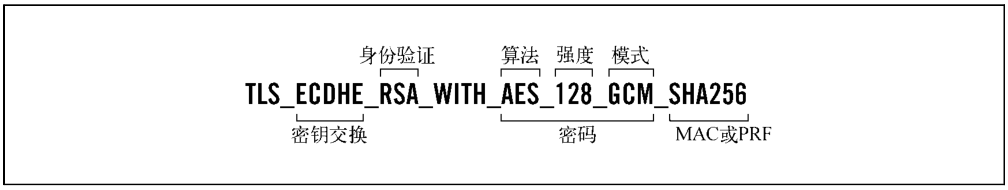 身份验证 算法 强度 模式
TLS_ECDHE_RSA_WITH_AES_128_GCM_SHA256
密钥交换 密码 MAC或PRF